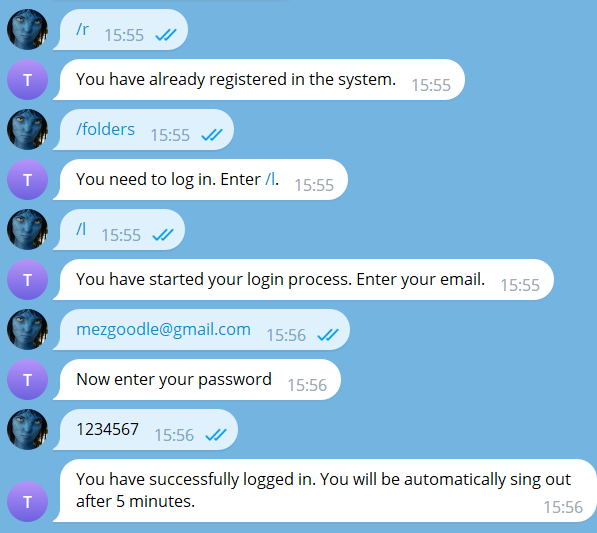 /r 15:55
T
You have already registered in the system. 15:55
/folders 15:55
T
You need to log in. Enter /l. 15:55
/l 15:55
T
You have started your login process. Enter your email. 15:55
mezgoodle@gmail.com 15:56
T
Now enter your password 15:56
1234567 15:56
T
You have successfully logged in. You will be automatically sing out
after 5 minutes. 15:56